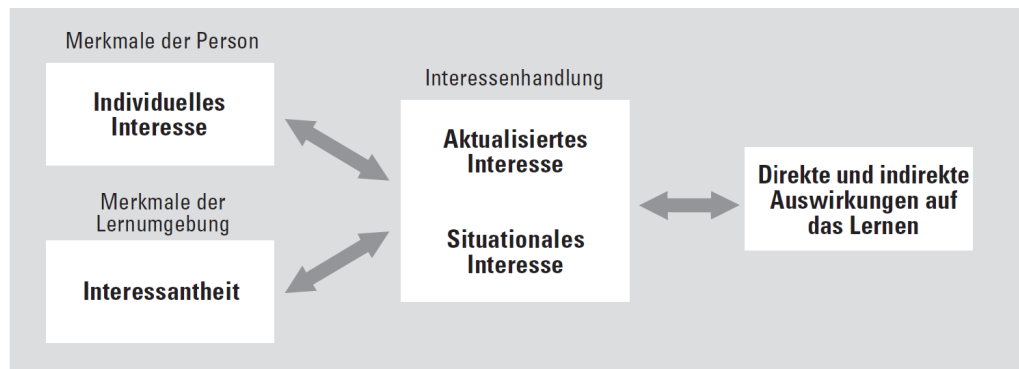 Merkmale der Person
Individuelles
Interesse
Merkmale der
Lernumgebung
Interessantheit
Interessenhandlung
Aktualisiertes
Interesse
Situationales
Interesse
Direkte und indirekte
Auswirkungen auf
das Lernen